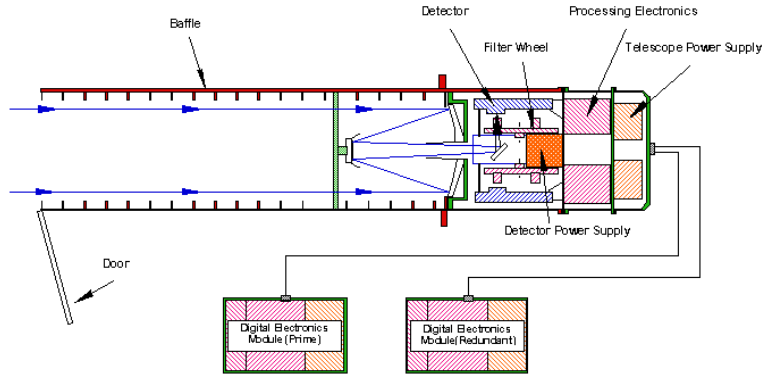 Detector
Processing Electronics
Baffle
Filter Wheel
Telescope Power Supply
Detector Power Supply
Door
Digital Electronics
Module (Prime)
Digital Electronics
Module(Redundant)